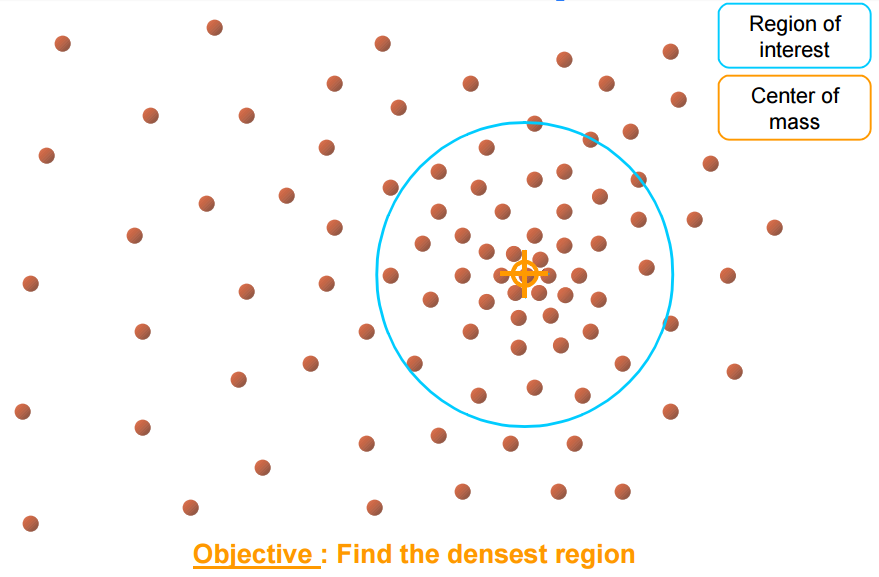 Region of
interest
Center of
mass
Objective : Find the densest region